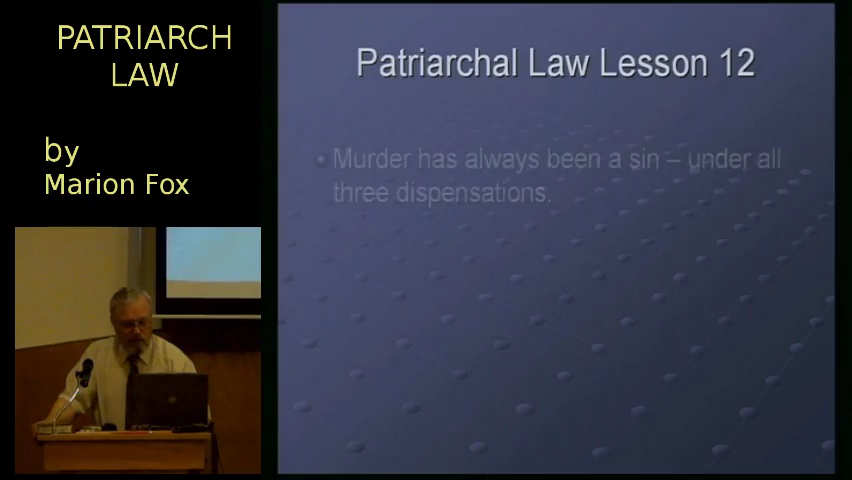 PATRIARCH
LAW
by
Marion Fox
Patriarchal Law Lesson 12
Murder has always been a sin – under all
three dispensations.